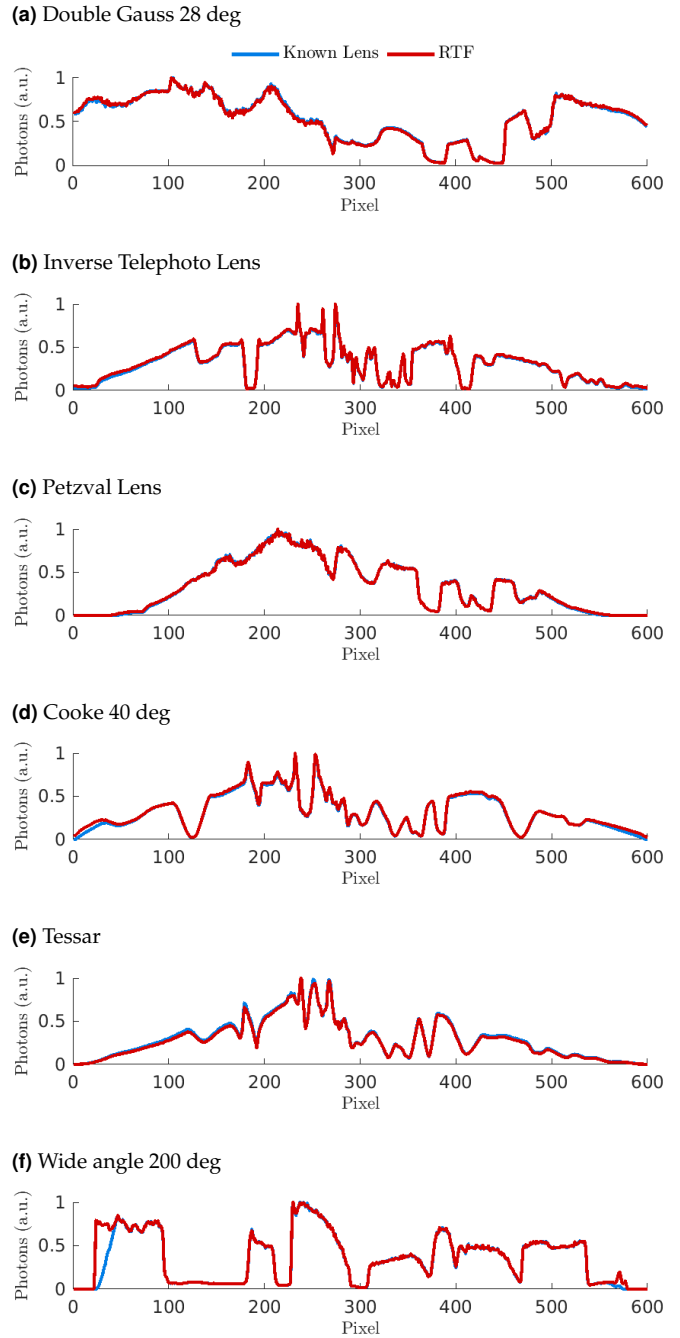 (a) Double Gauss 28 deg
Known Lens RTF
Photons (a.u.)
1
0.5
0
0 100 200 300 400 500 600
Pixel
(b) Inverse Telephoto Lens
Photons (a.u.)
1
0.5
0
0 100 200 300 400 500 600
Pixel
(c) Petzval Lens
Photons (a.u.)
1
0.5
0
0 100 200 300 400 500 600
Pixel
(d) Cooke 40 deg
Photons (a.u.)
1
0.5
0
0 100 200 300 400 500 600
Pixel
(e) Tessar
Photons (a.u.)
1
0.5
0
0 100 200 300 400 500 600
Pixel
(f) Wide angle 200 deg
Photons (a.u.)
1
0.5
0
0 100 200 300 400 500 600
Pixel